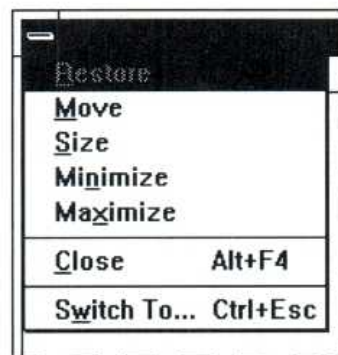 Restore
Move
Size
Minimize
Maximize
Close Alt+F4
Switch To... Ctrl+Esc